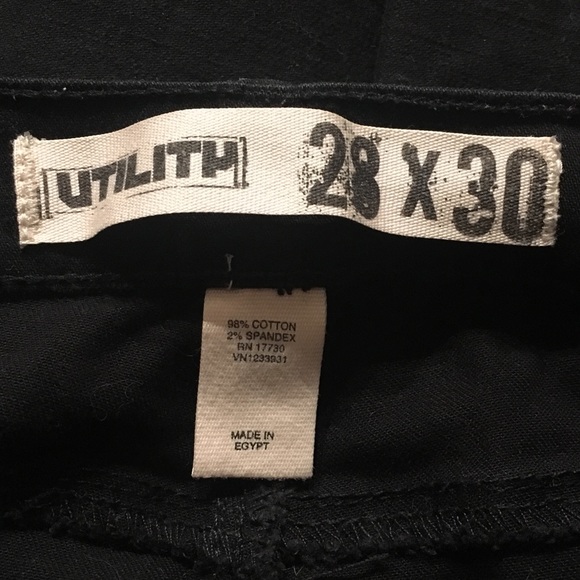 UTILITY
28 X 30
98% COTTON
2% SPANDEX
RN 17730
VN1233931
MADE IN
EGYPT